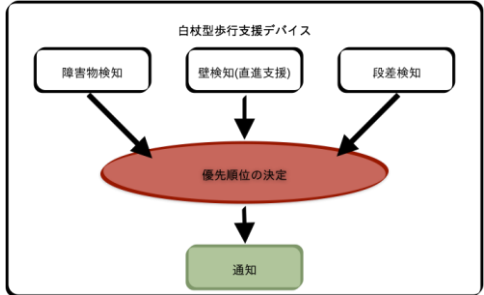 白杖型歩行支援デバイス
障害物検知
壁検知(直進支援)
段差検知
優先順位の決定
通知